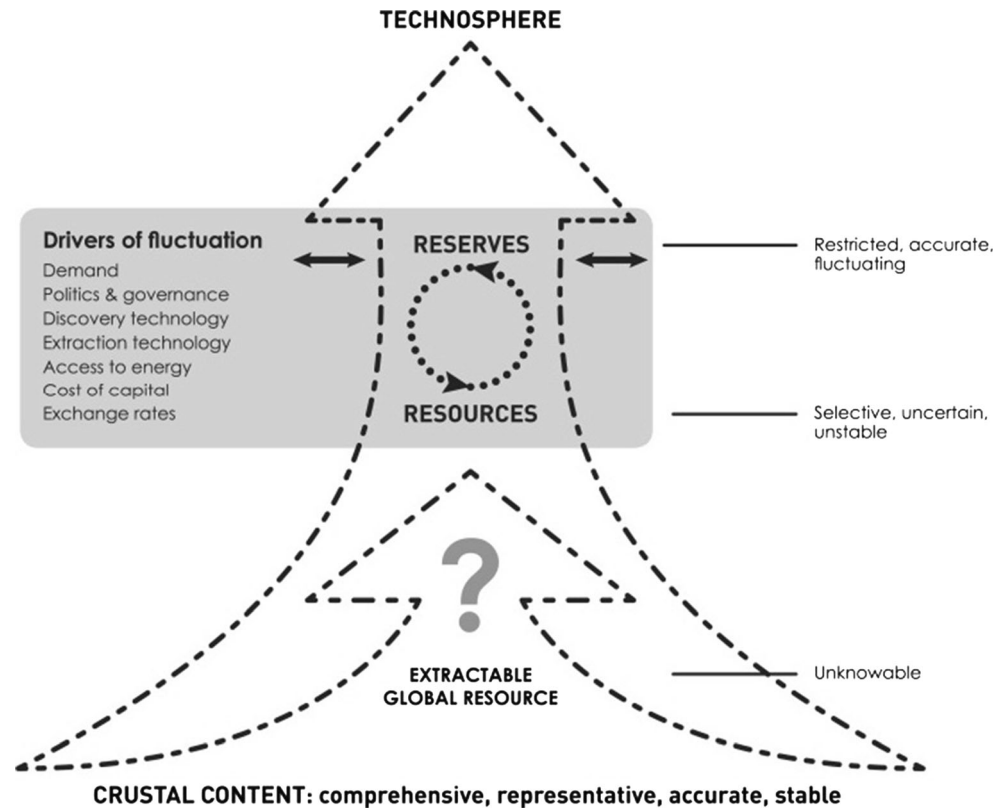 TECHNOSPHERE
Drivers of fluctuation
Demand
Politics & governance
Discovery technology
Extraction technology
Access to energy
Cost of capital
Exchange rates
RESERVES
RESOURCES
Restricted, accurate,
fluctuating
Selective, uncertain,
unstable
?
EXTRACTABLE
GLOBAL RESOURCE
Unknowable
CRUSTAL CONTENT: comprehensive, representative, accurate, stable